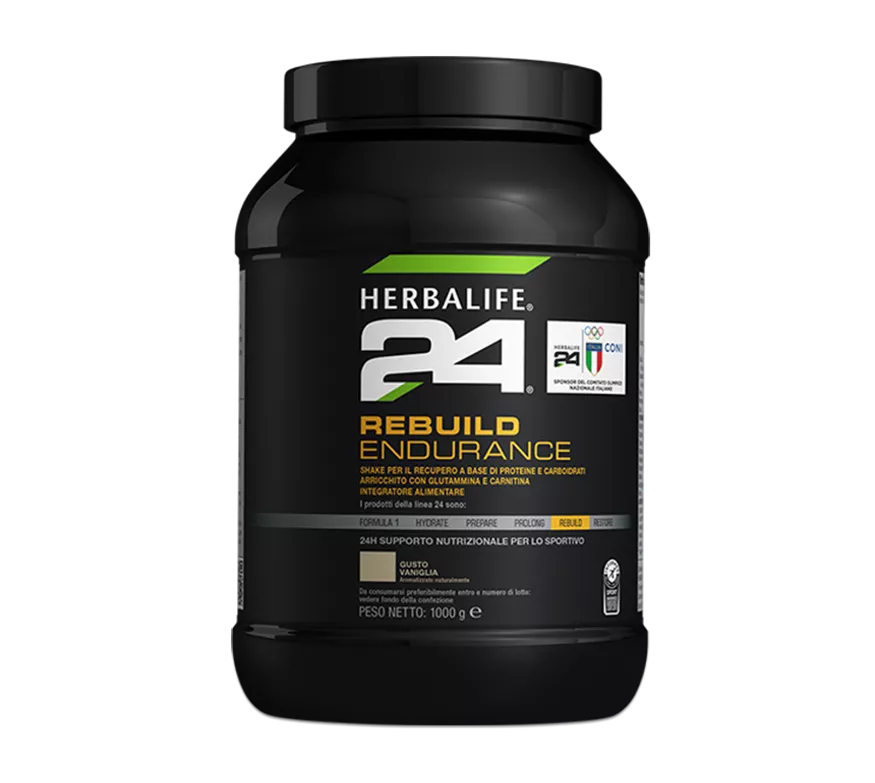 HERBALIFE®
24®
HERBALIFE
24
ITALIA
CONI
SPONSOR DEL COMITATO OLIMPICO
NAZIONALE ITALIANO
REBUILD
ENDURANCE
SHAKE PER IL RECUPERO A BASE DI PROTEINE E CARBOIDRATI
ARRICCHITO CON GLUTAMMINA E CARNITINA
INTEGRATORE ALIMENTARE
I prodotti della linea 24 sono:
FORMULA 1 HYDRATE PREPARE PROLONG REBUILD RESTORE
24H SUPPORTO NUTRIZIONALE PER LO SPORTIVO
GUSTO
VANIGLIA
Aromatizzato naturalmente
Da consumarsi preferibilmente entro e numero di lotto:
vedere fondo della confezione
PESO NETTO: 1000 g ℮
SPORT